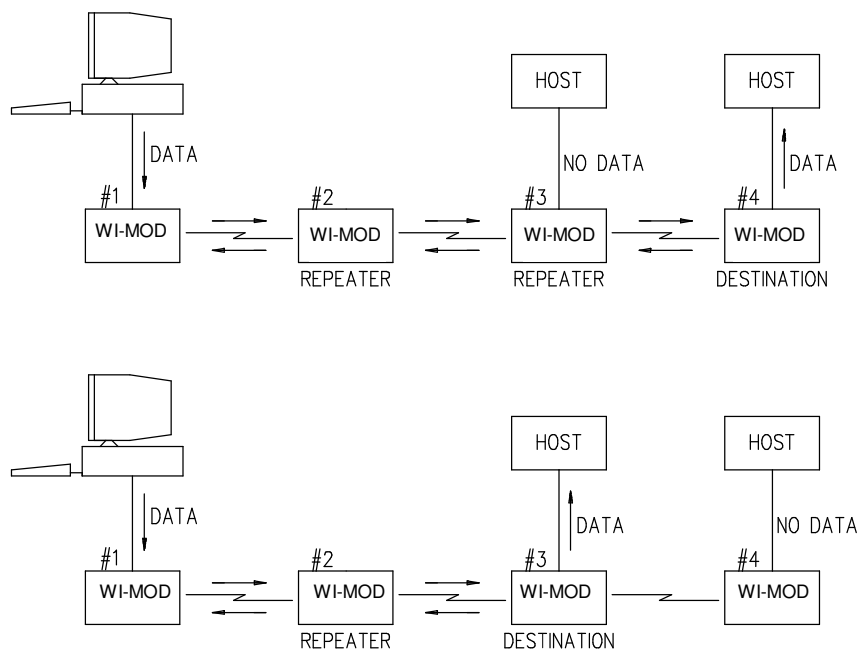 HOST HOST
DATA NO DATA DATA
#1 #2 #3 #4
WI-MOD WI-MOD WI-MOD WI-MOD
REPEATER REPEATER DESTINATION
HOST HOST
DATA DATA NO DATA
#1 #2 #3 #4
WI-MOD WI-MOD WI-MOD WI-MOD
REPEATER DESTINATION